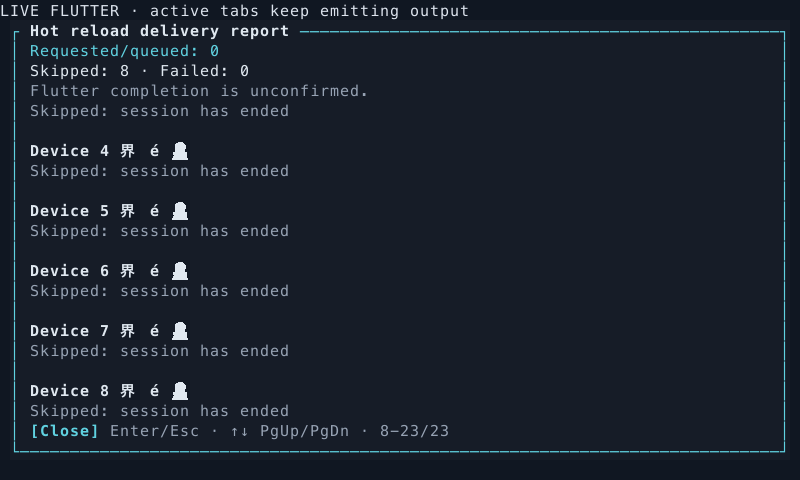 LIVE FLUTTER · active tabs keep emitting output
Hot reload delivery report
Requested/queued: 0
Skipped: 8 · Failed: 0
Flutter completion is unconfirmed.
Skipped: session has ended
Device 4 界 é 👤
Skipped: session has ended
Device 5 界 é 👤
Skipped: session has ended
Device 6 界 é 👤
Skipped: session has ended
Device 7 界 é 👤
Skipped: session has ended
Device 8 界 é 👤
Skipped: session has ended
[Close] Enter/Esc · ↑↓ PgUp/PgDn · 8–23/23